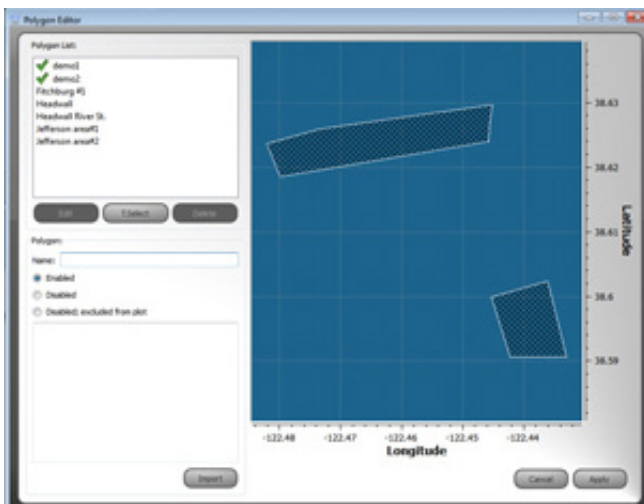 Polygon Editor
Polygon List:
demo1
demo2
Fitchburg #1
Headwall
Headwall River St.
Jefferson area#1
Jefferson area#2
Edit
T.Select
Delete
Polygon:
Name:
Enabled
Disabled
Disabled; excluded from plot
Import
38.63
38.62
38.61
38.6
38.59
Latitude
-122.48
-122.47
-122.46
-122.45
-122.44
Longitude
Cancel
Apply